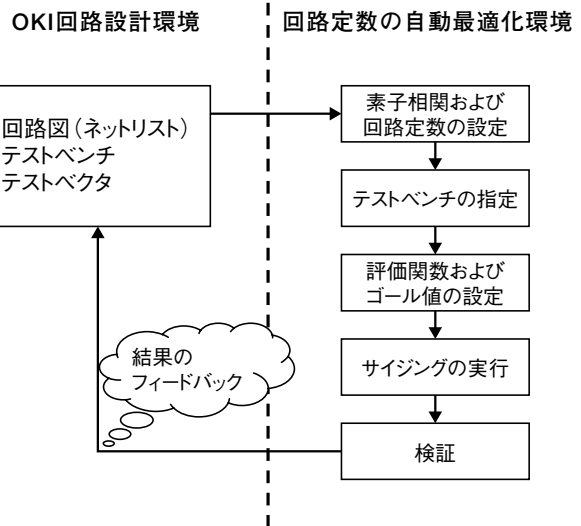 OKI回路設計環境
回路定数の自動最適化環境
回路図（ネットリスト）
テストベンチ
テストベクタ
素子相関および
回路定数の設定
テストベンチの指定
評価関数および
ゴール値の設定
サイジングの実行
検証
結果の
フィードバック